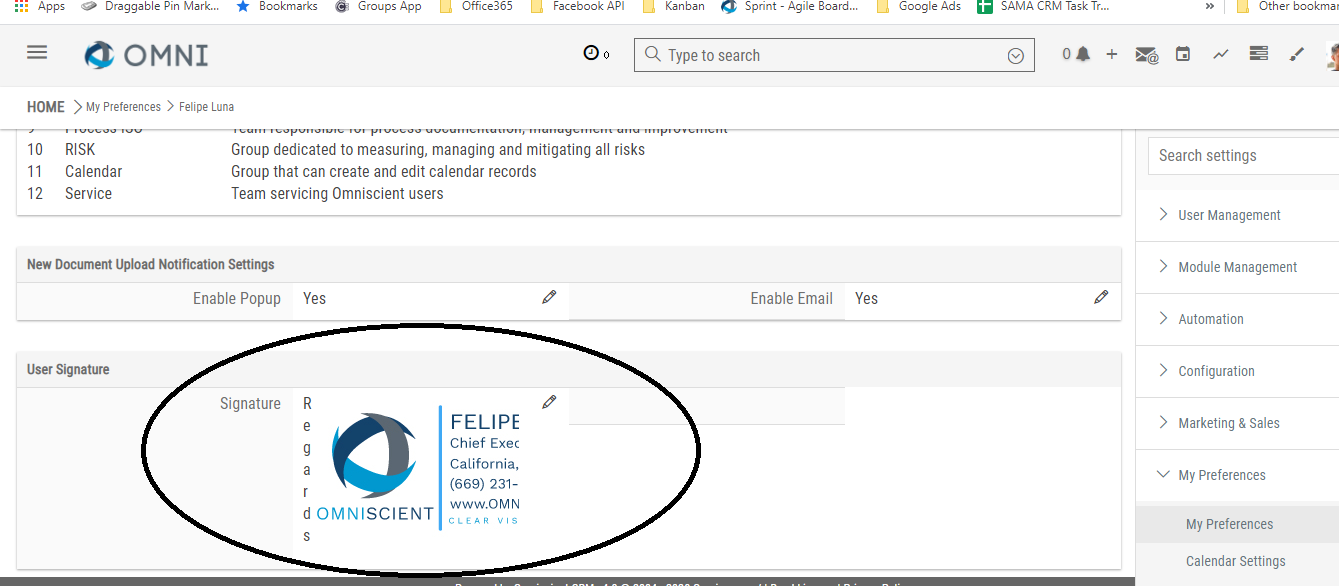 Apps Draggable Pin Mark... Bookmarks Groups App Office365 Facebook API Kanban Sprint - Agile Board... Google Ads SAMA CRM Task Tr... » Other bookmar
OMNI
0
Type to search
0
HOME > My Preferences > Felipe Luna
9 Process ISO Team responsible for process documentation, management and improvement
10 RISK Group dedicated to measuring, managing and mitigating all risks
11 Calendar Group that can create and edit calendar records
12 Service Team servicing Omniscient users
New Document Upload Notification Settings
Enable Popup Yes Enable Email Yes
User Signature
Signature
Regards
OMNISCIENT
FELIPE
Chief Exec
California,
(669) 231-
www.OMN
CLEAR VIS
Search settings
User Management
Module Management
Automation
Configuration
Marketing & Sales
My Preferences
My Preferences
Calendar Settings